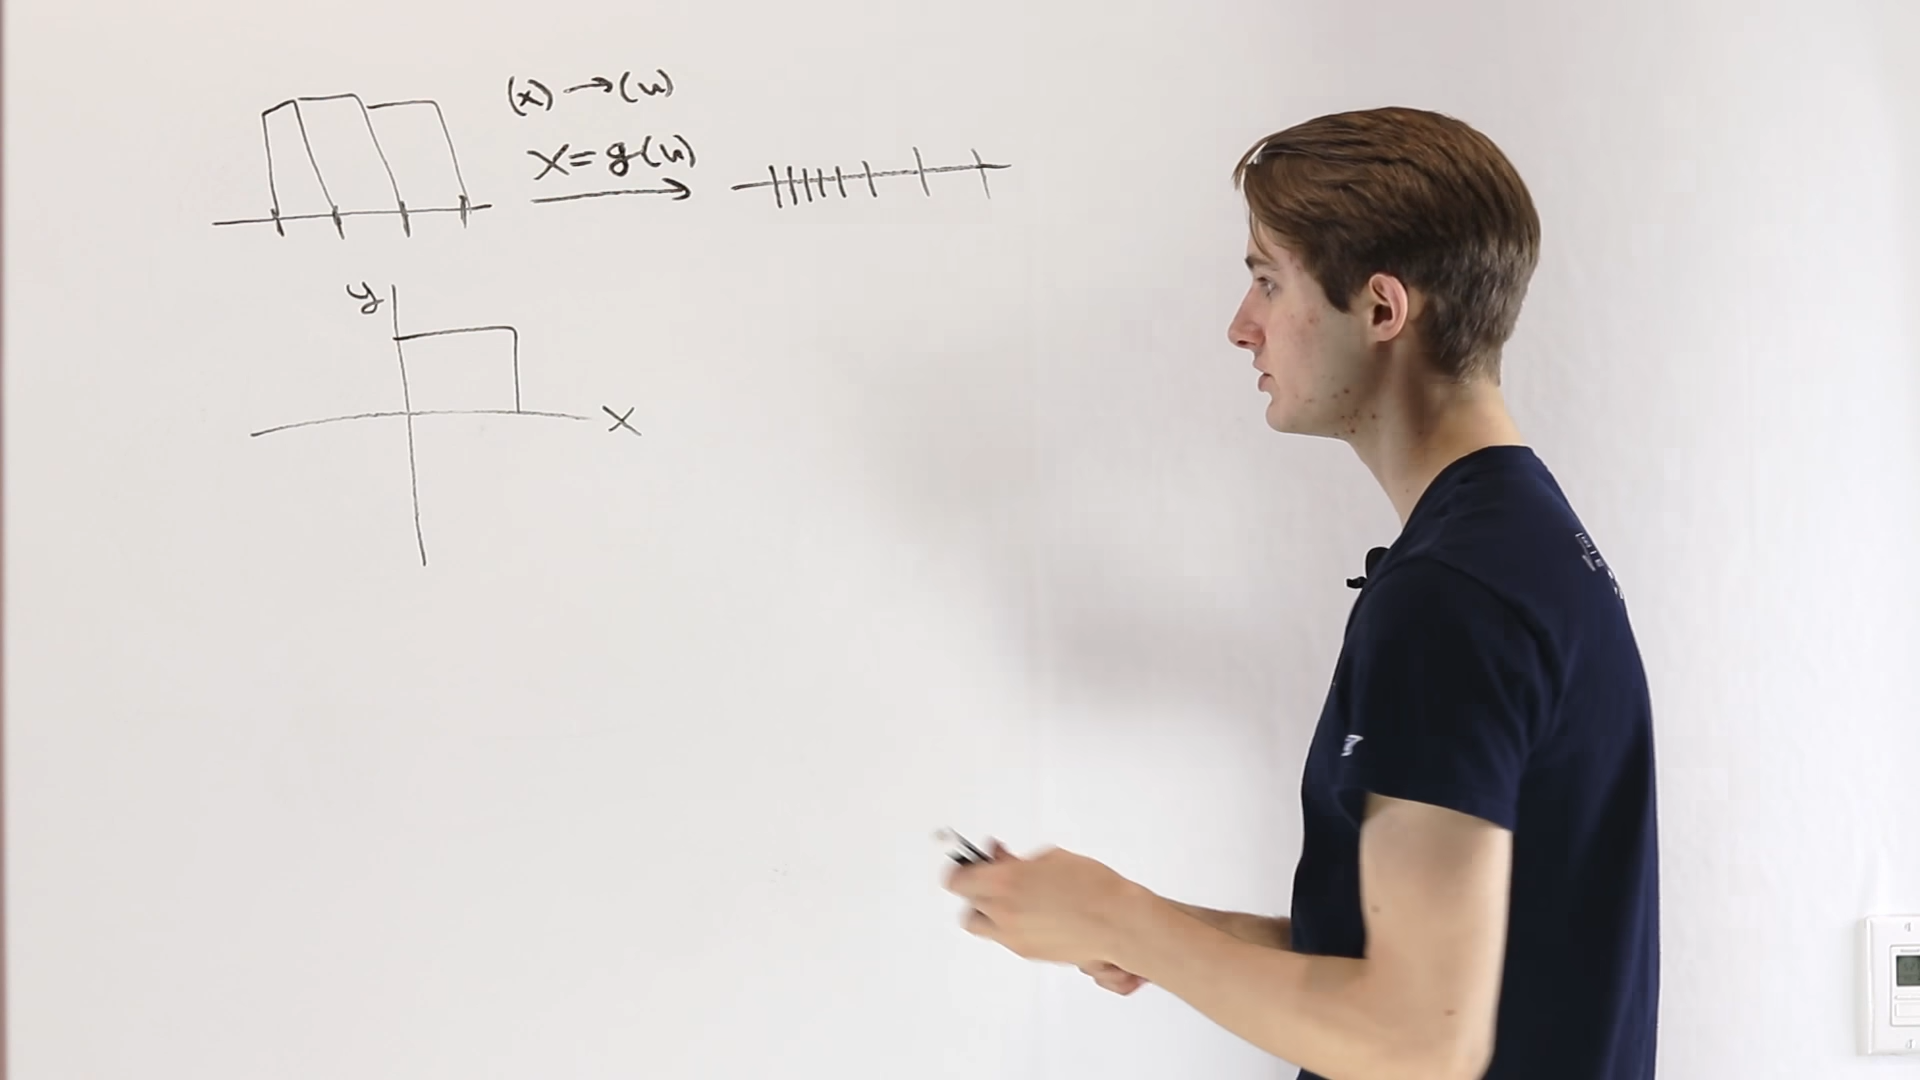 (x) → (u)
x = g(u)
y
x